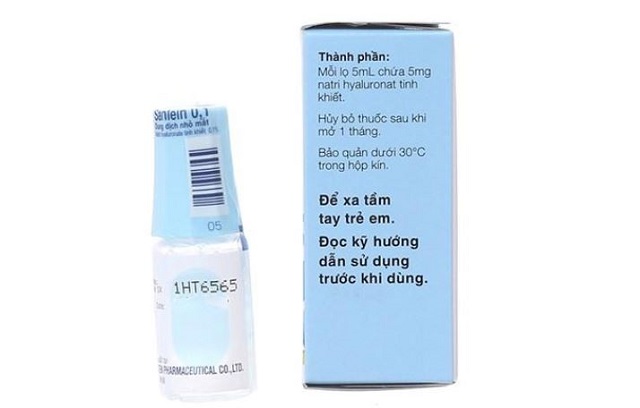 Sanlein 0,1
Dung dịch nhỏ mắt
05
1HT6565
PHARMACEUTICAL CO.,LTD.
Thành phần:
Mỗi lọ 5mL chứa 5mg
natri hyaluronat tinh
khiết.
Hủy bỏ thuốc sau khi
mở 1 tháng.
Bảo quản dưới 30°C
trong hộp kín.
Để xa tầm
tay trẻ em.
Đọc kỹ hướng
dẫn sử dụng
trước khi dùng.